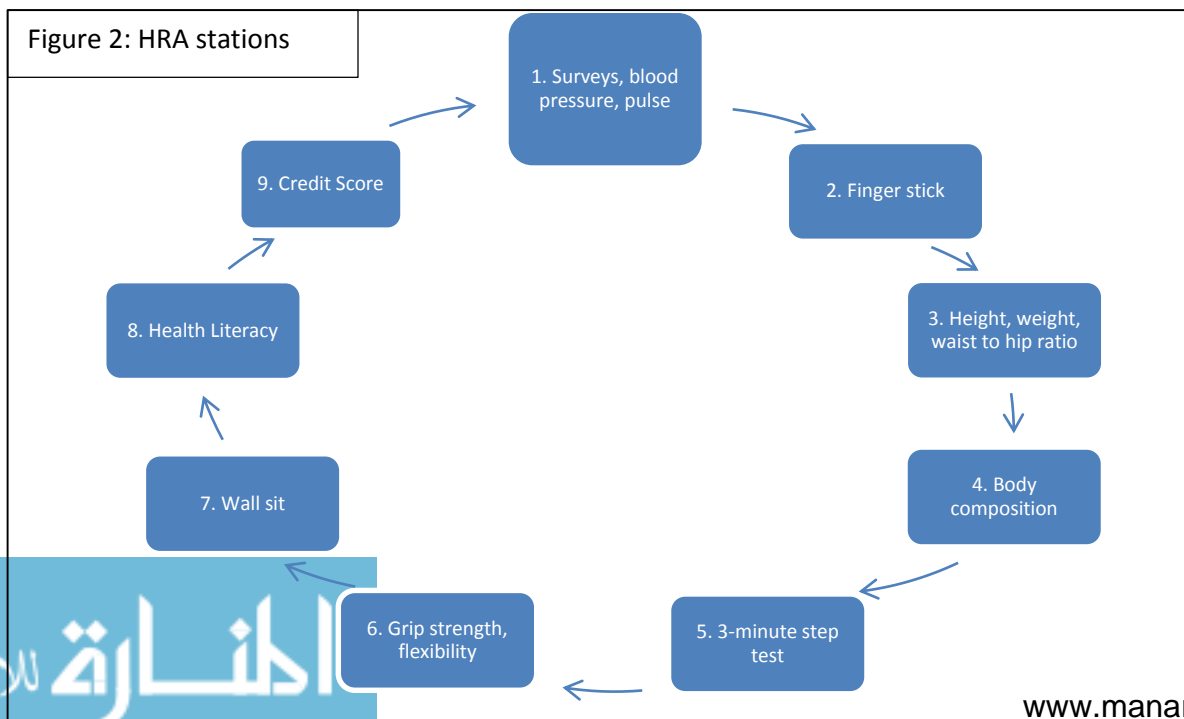 Figure 2: HRA stations
1. Surveys, blood
pressure, pulse
2. Finger stick
3. Height, weight,
waist to hip ratio
4. Body
composition
5. 3-minute step
test
6. Grip strength,
flexibility
7. Wall sit
8. Health Literacy
9. Credit Score
المنارة